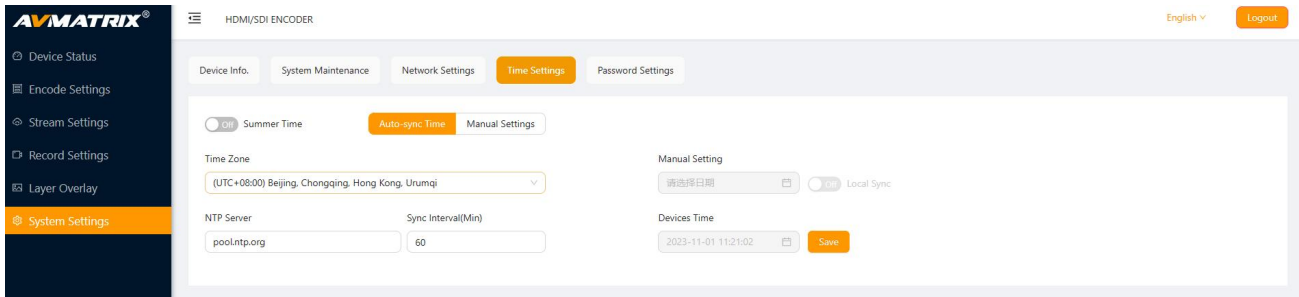 AVMATRIX®
HDMI/SDI ENCODER
English
Logout
Device Status
Encode Settings
Stream Settings
Record Settings
Layer Overlay
System Settings
Device Info.
System Maintenance
Network Settings
Time Settings
Password Settings
Off Summer Time
Auto-sync Time
Manual Settings
Time Zone
(UTC+08:00) Beijing, Chongqing, Hong Kong, Urumqi
Manual Setting
请选择日期
Off Local Sync
NTP Server
Sync Interval(Min)
pool.ntp.org
60
Devices Time
2023-11-01 11:21:02
Save